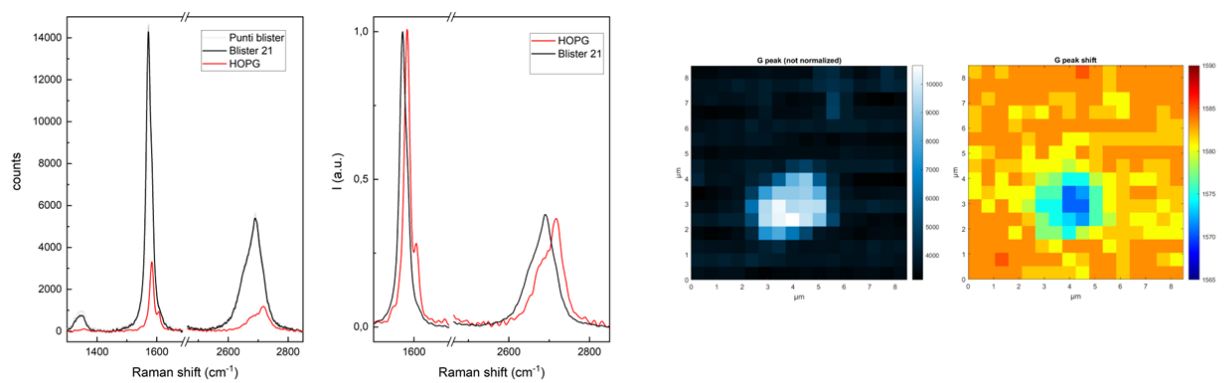 14000
12000
10000
8000
6000
4000
2000
0
counts
Punti blister
Blister 21
HOPG
1400
1600
2600
2800
Raman shift (cm⁻¹)
1,0
0,5
0,0
I (a.u.)
HOPG
Blister 21
1600
2600
2800
Raman shift (cm⁻¹)
G peak (not normalized)
8
7
6
5
4
3
2
1
0
μm
0 1 2 3 4 5 6 7 8
μm
10000
9000
8000
7000
6000
5000
4000
G peak shift
8
7
6
5
4
3
2
1
0
μm
0 1 2 3 4 5 6 7 8
μm
1590
1585
1580
1575
1570
1565